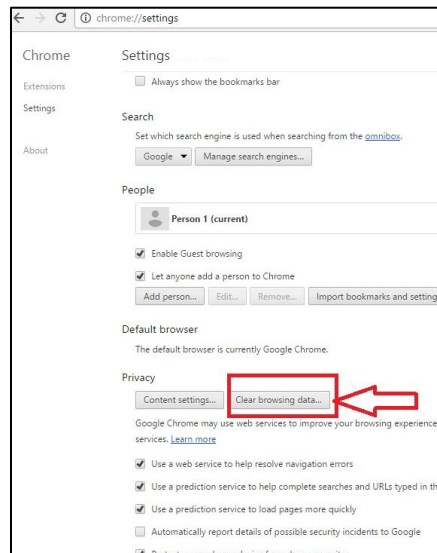 chrome://settings
Chrome
Settings
Extensions
Settings
About
Always show the bookmarks bar
Search
Set which search engine is used when searching from the omnibox.
Google
Manage search engines...
People
Person 1 (current)
Enable Guest browsing
Let anyone add a person to Chrome
Add person...
Edit...
Remove...
Import bookmarks and setting
Default browser
The default browser is currently Google Chrome.
Privacy
Content settings...
Clear browsing data...
Google Chrome may use web services to improve your browsing experience
services. Learn more
Use a web service to help resolve navigation errors
Use a prediction service to help complete searches and URLs typed in th
Use a prediction service to load pages more quickly
Automatically report details of possible security incidents to Google